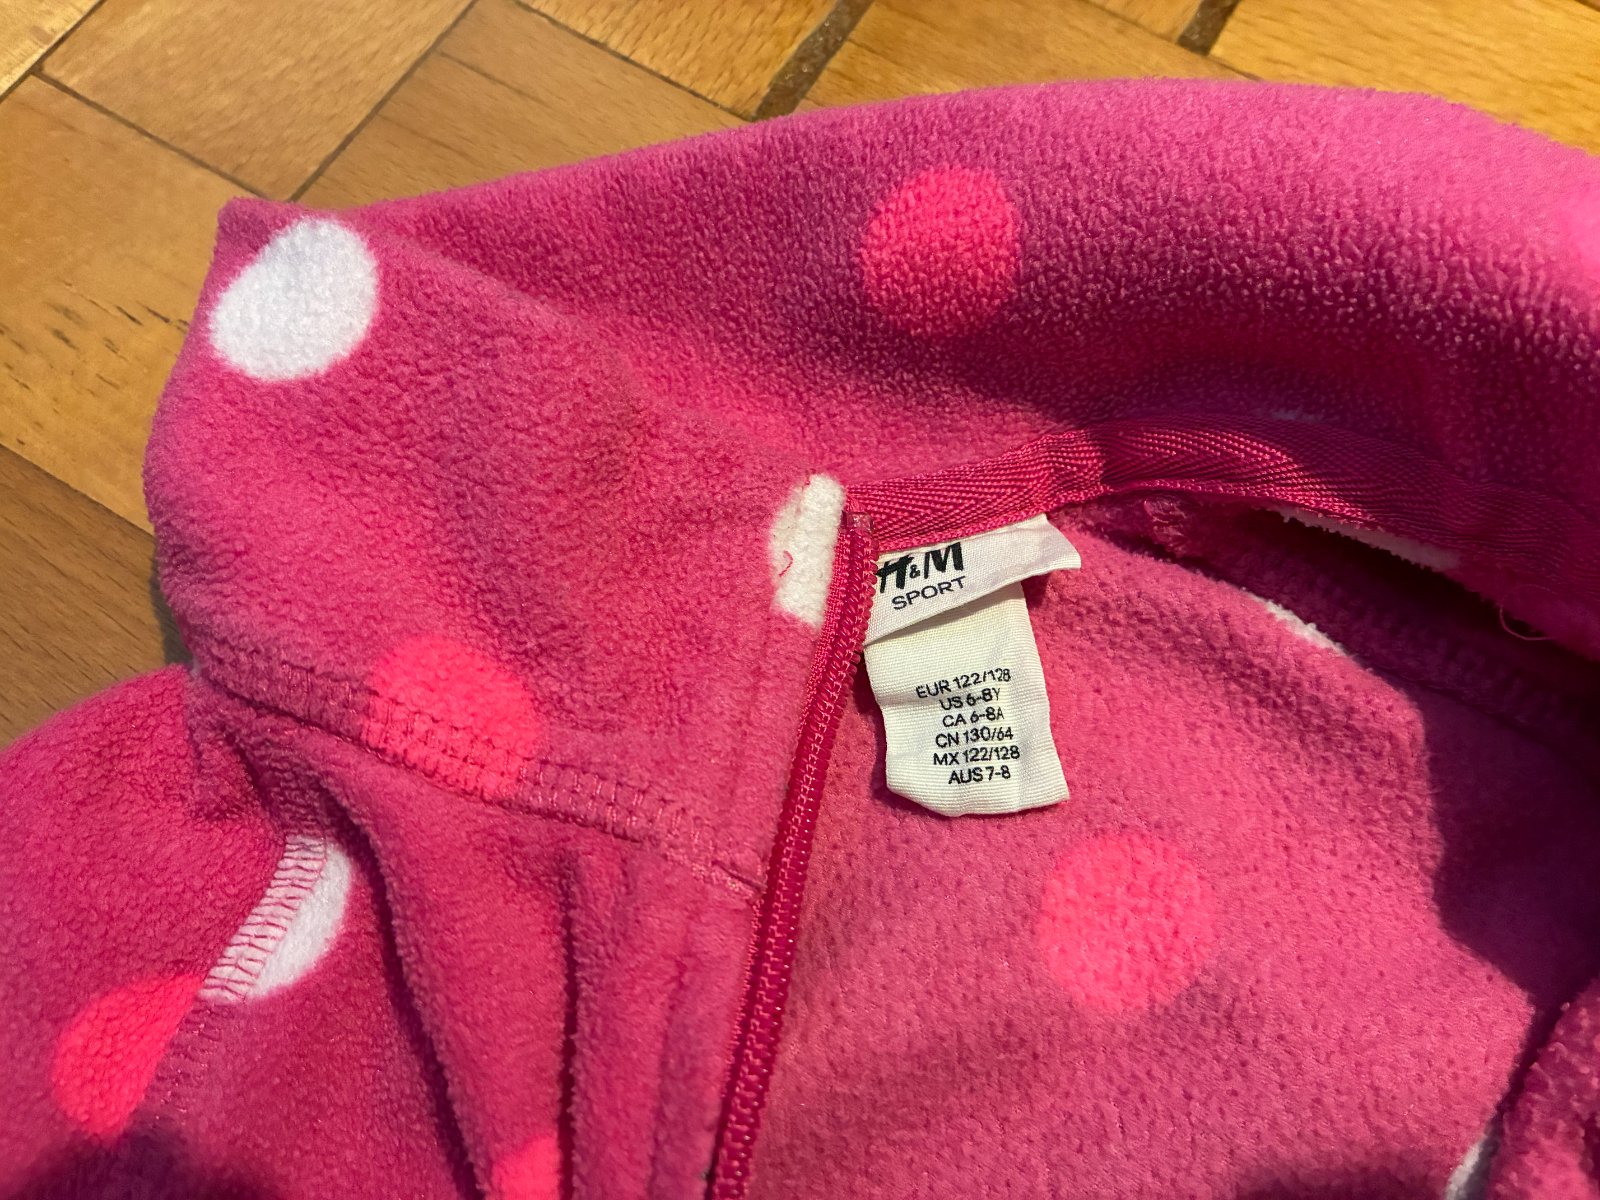 H&M
SPORT
EUR 122/128
US 6-8Y
CA 6-8A
CN 130/64
MX 122/128
AUS 7-8